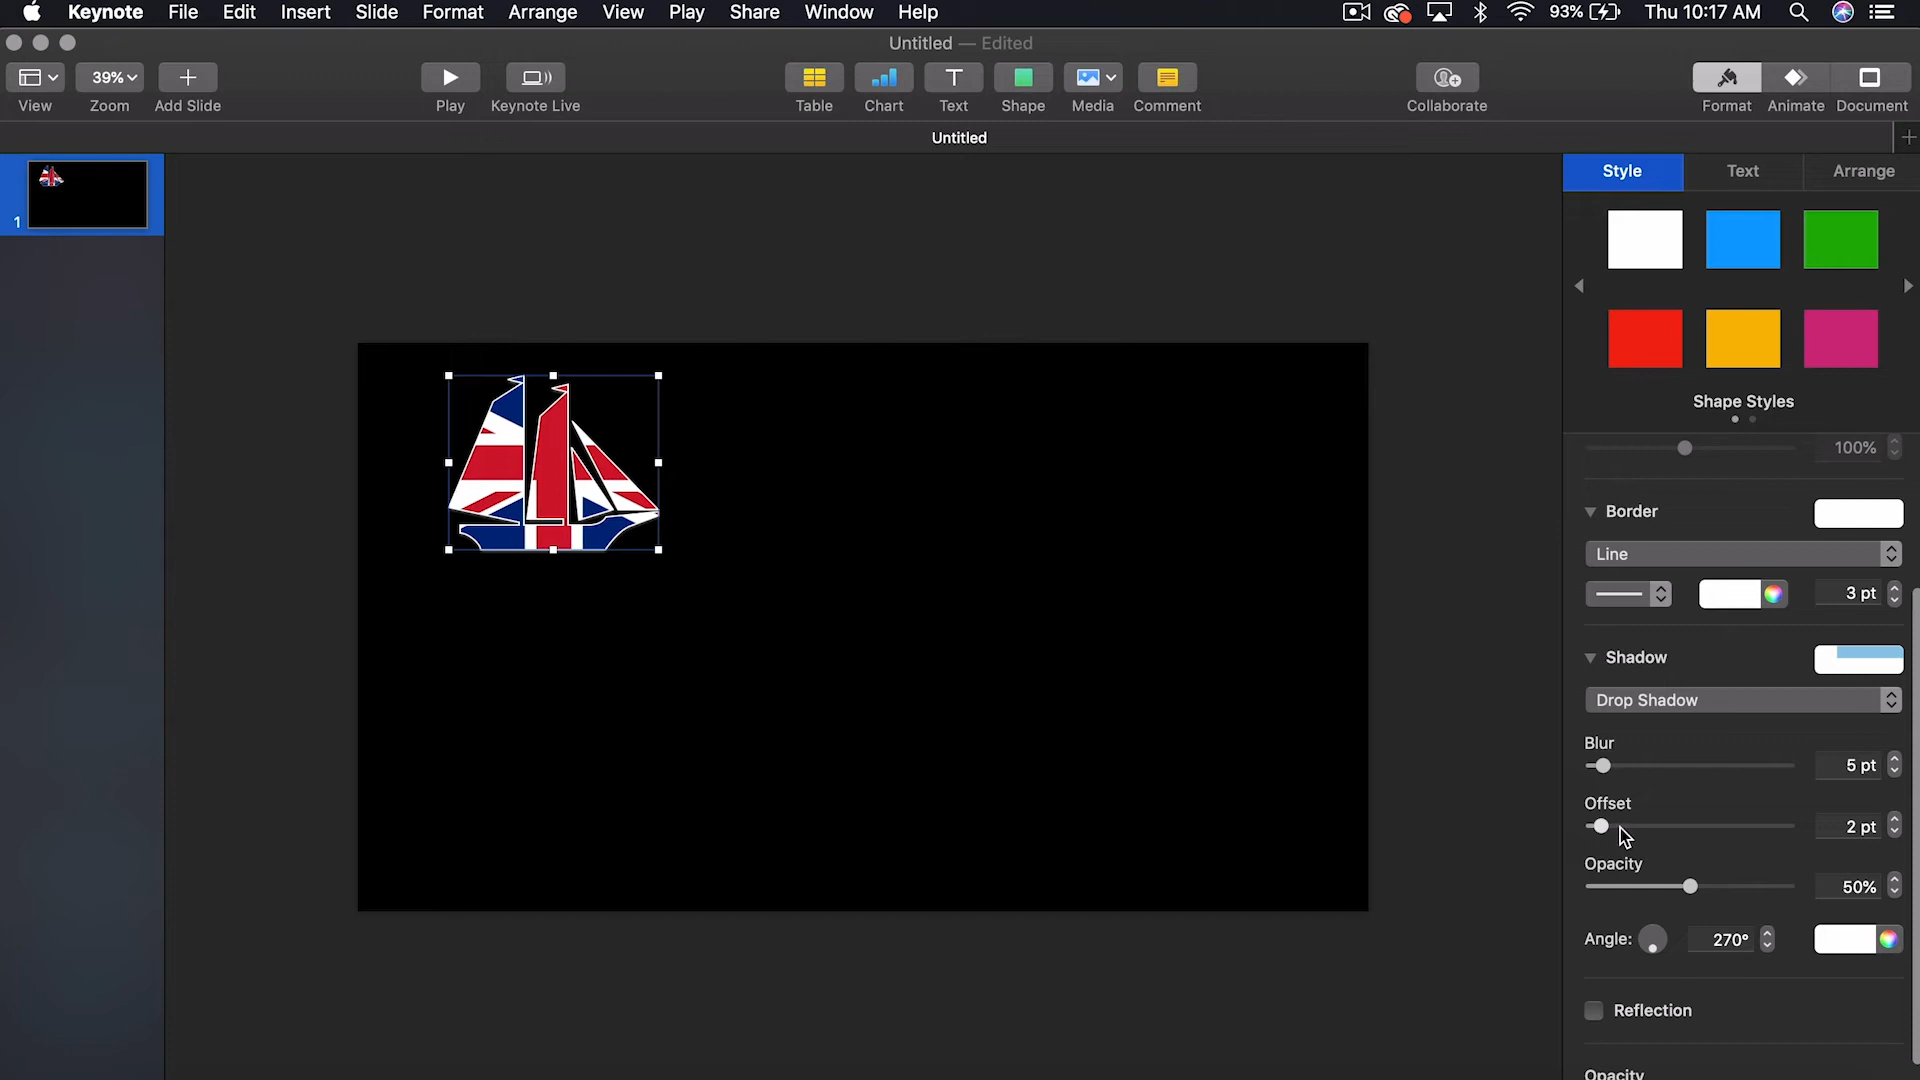 Keynote File Edit Insert Slide Format Arrange View Play Share Window Help 93% Thu 10:17 AM
Untitled — Edited
39%
View Zoom Add Slide Play Keynote Live Table Chart Text Shape Media Comment Collaborate Format Animate Document
Untitled
1
Style Text Arrange
Shape Styles
100%
Border
Line
3 pt
Shadow
Drop Shadow
Blur
5 pt
Offset
2 pt
Opacity
50%
Angle: 270°
Reflection
Opacity